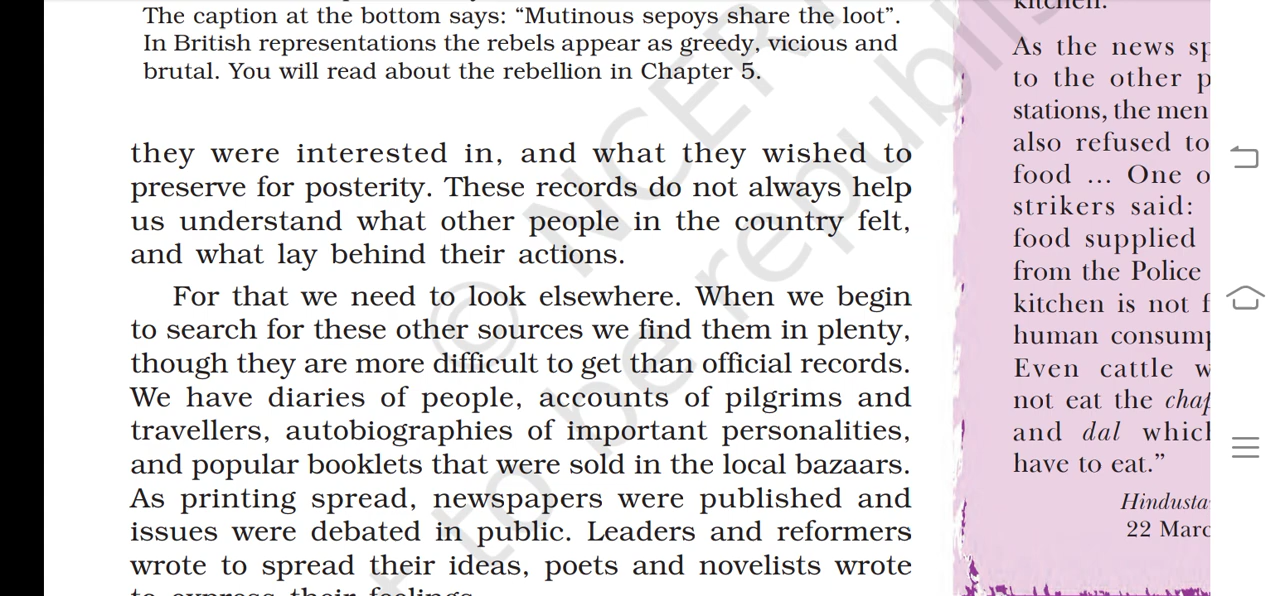 The caption at the bottom says: “Mutinous sepoys share the loot”.
In British representations the rebels appear as greedy, vicious and
brutal. You will read about the rebellion in Chapter 5.
they were interested in, and what they wished to
preserve for posterity. These records do not always help
us understand what other people in the country felt,
and what lay behind their actions.
For that we need to look elsewhere. When we begin
to search for these other sources we find them in plenty,
though they are more difficult to get than official records.
We have diaries of people, accounts of pilgrims and
travellers, autobiographies of important personalities,
and popular booklets that were sold in the local bazaars.
As printing spread, newspapers were published and
issues were debated in public. Leaders and reformers
wrote to spread their ideas, poets and novelists wrote
to express their feelings
kitchen.
As the news
to the other
stations, the men
also refused to
food ... One
strikers said:
food supplied
from the Police
kitchen is not
human
Even cattle
not eat the
and dal
have to eat.”
22
© NCERT
to be